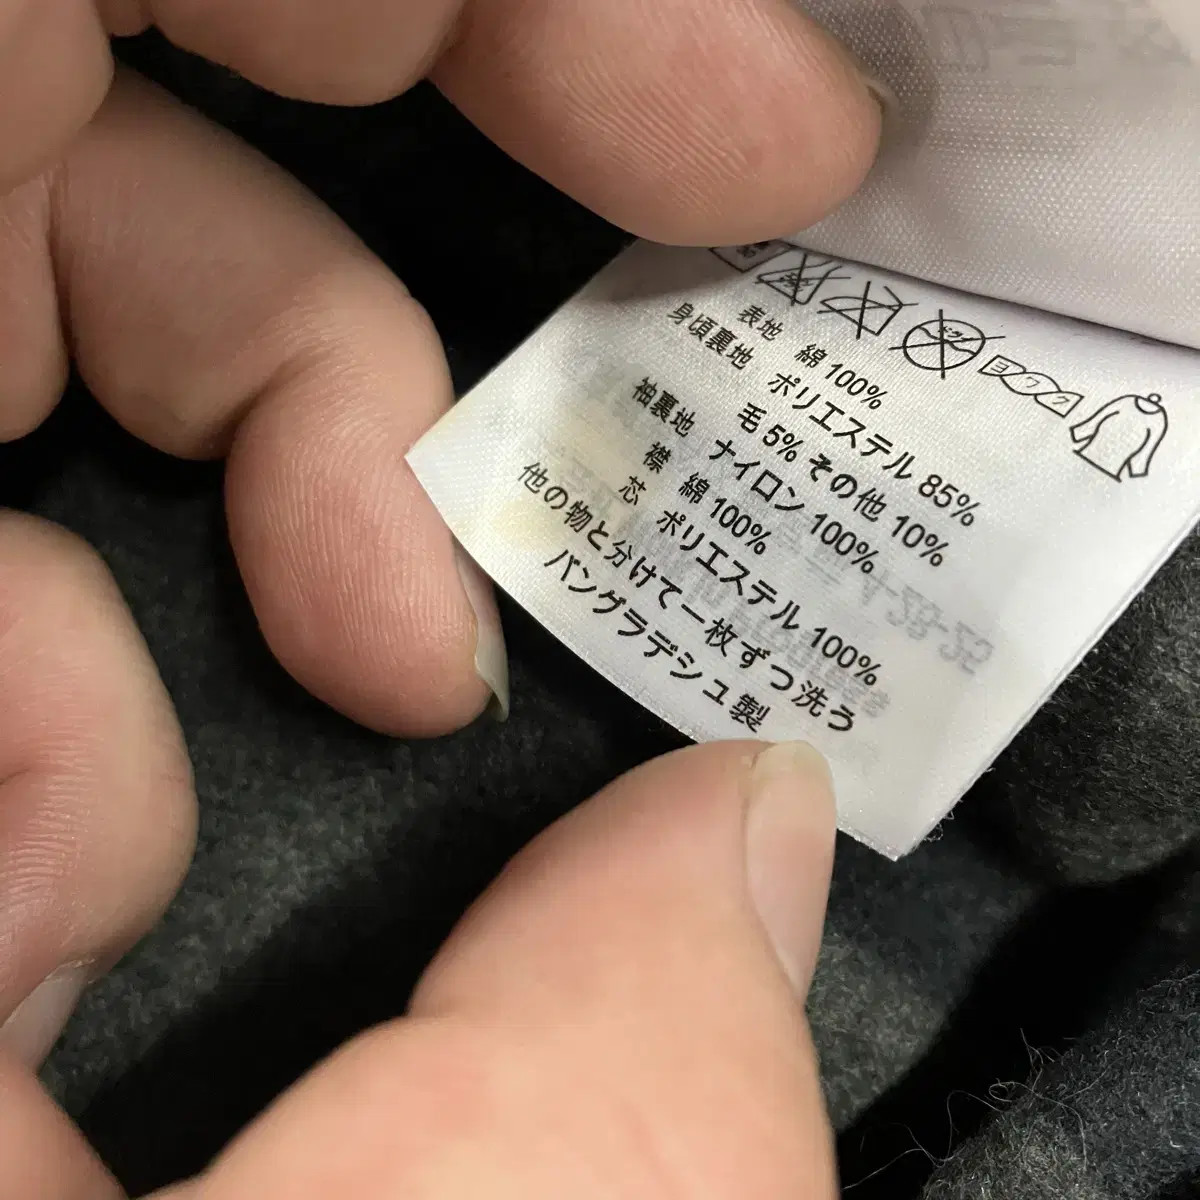 表地 綿 100%
身頃裏地 ポリエステル 85%
毛 5% その他 10%
袖裏地 ナイロン 100%
襟 綿 100%
芯 ポリエステル 100%
他の物と分けて一枚ずつ洗う
バングラデシュ製